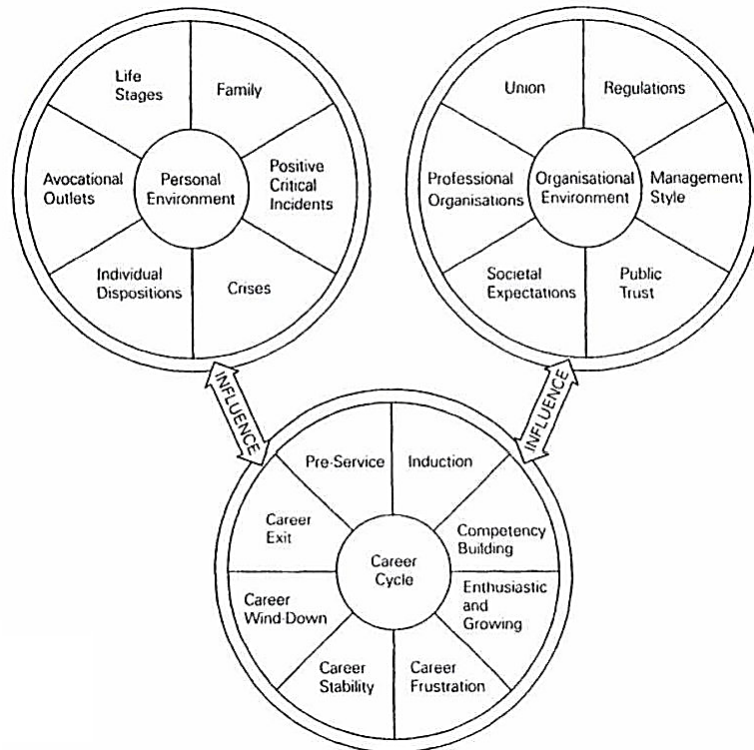 Life
Stages
Family
Avocational
Outlets
Personal
Environment
Positive
Critical
Incidents
Individual
Dispositions
Crises
Union
Regulations
Professional
Organisations
Organisational
Environment
Management
Style
Societal
Expectations
Public
Trust
INFLUENCE
INFLUENCE
Pre-Service
Induction
Career
Exit
Competency
Building
Career
Cycle
Career
Wind-Down
Enthusiastic
and
Growing
Career
Stability
Career
Frustration